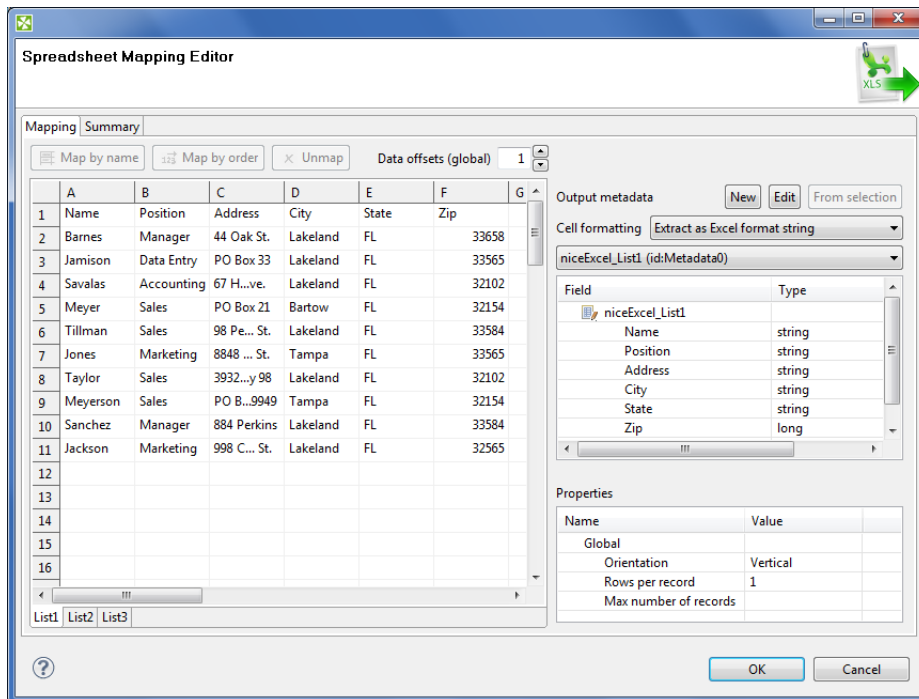 Spreadsheet Mapping Editor
XLS
Mapping Summary
Map by name 123 Map by order Unmap Data offsets (global) 1
A B C D E F G
1 Name Position Address City State Zip
2 Barnes Manager 44 Oak St. Lakeland FL 33658
3 Jamison Data Entry PO Box 33 Lakeland FL 33565
4 Savalas Accounting 67 H...ve. Lakeland FL 32102
5 Meyer Sales PO Box 21 Bartow FL 32154
6 Tillman Sales 98 Pe... St. Lakeland FL 33584
7 Jones Marketing 8848 ... St. Tampa FL 33565
8 Taylor Sales 3932...y 98 Lakeland FL 32102
9 Meyerson Sales PO B...9949 Tampa FL 32154
10 Sanchez Manager 884 Perkins Lakeland FL 33584
11 Jackson Marketing 998 C... St. Lakeland FL 32565
12
13
14
15
16
List1 List2 List3
Output metadata New Edit From selection
Cell formatting Extract as Excel format string
niceExcel_List1 (id:Metadata0)
Field Type
niceExcel_List1
Name string
Position string
Address string
City string
State string
Zip long
Properties
Name Value
Global
Orientation Vertical
Rows per record 1
Max number of records
? OK Cancel